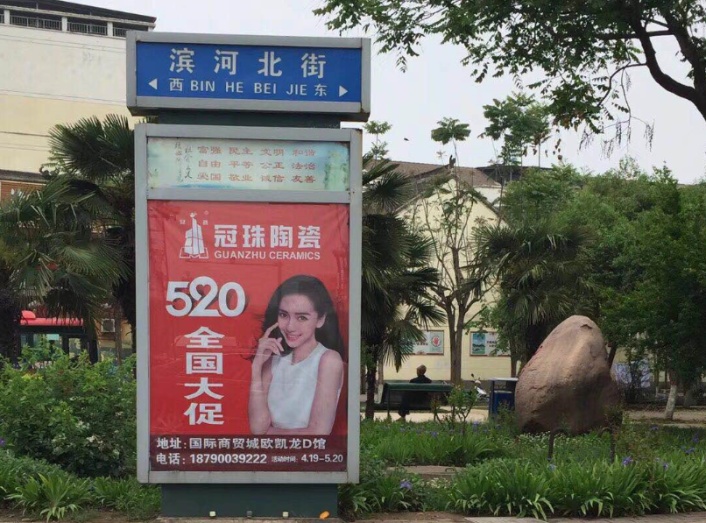 滨河北街
西 BIN HE BEI JIE 东
富强 民主 文明 和谐
自由 平等 公正 法治
爱国 敬业 诚信 友善
冠珠陶瓷
GUANZHU CERAMICS
520
全国大促
地址: 国际商贸城欧凯龙D馆
电话: 18790039222 活动时间: 4.19-5.20